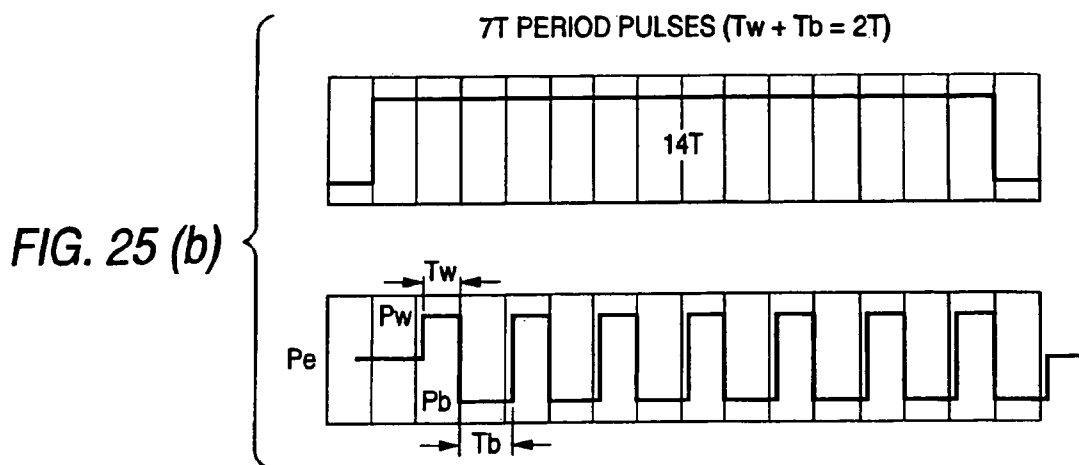 7T PERIOD PULSES (Tw + Tb = 2T)
14T
FIG. 25 (b)
Tw
Pw
Pe
Pb
Tb